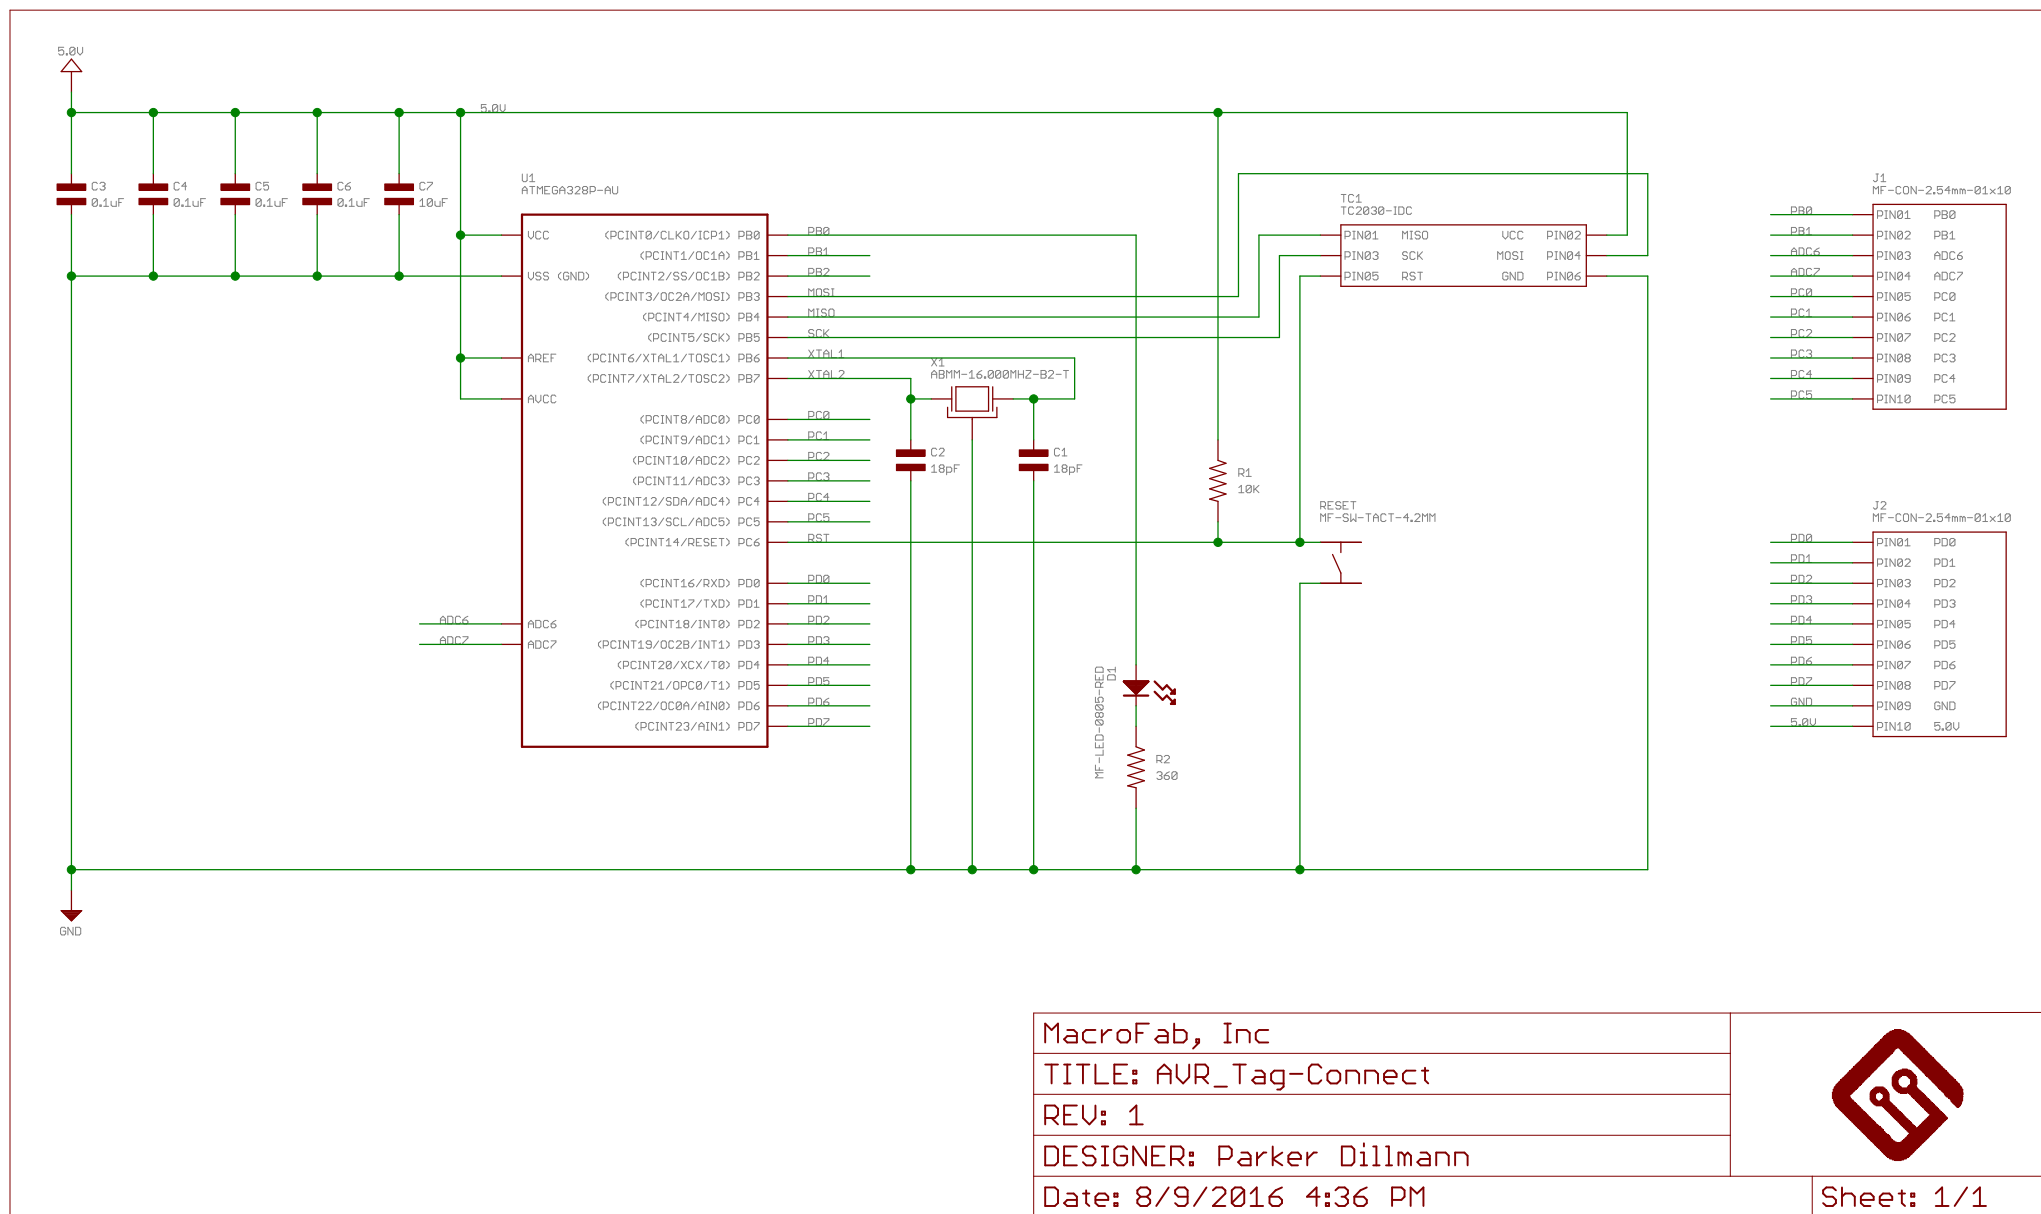 5.0V
5.0V
C3
0.1uF
C4
0.1uF
C5
0.1uF
C6
0.1uF
C7
10uF
U1
ATMEGA328P-AU
VCC
VSS (GND)
AREF
AVCC
ADC6
ADC6
ADC7
ADC7
(PCINT0/CLKO/ICP1) PB0 PB0
(PCINT1/OC1A) PB1 PB1
(PCINT2/SS/OC1B) PB2 PB2
(PCINT3/OC2A/MOSI) PB3 MOSI
(PCINT4/MISO) PB4 MISO
(PCINT5/SCK) PB5 SCK
(PCINT6/XTAL1/TOSC1) PB6 XTAL1
(PCINT7/XTAL2/TOSC2) PB7 XTAL2
(PCINT8/ADC0) PC0 PC0
(PCINT9/ADC1) PC1 PC1
(PCINT10/ADC2) PC2 PC2
(PCINT11/ADC3) PC3 PC3
(PCINT12/SDA/ADC4) PC4 PC4
(PCINT13/SCL/ADC5) PC5 PC5
(PCINT14/RESET) PC6 RST
(PCINT16/RXD) PD0 PD0
(PCINT17/TXD) PD1 PD1
(PCINT18/INT0) PD2 PD2
(PCINT19/OC2B/INT1) PD3 PD3
(PCINT20/XCX/T0) PD4 PD4
(PCINT21/OPC0/T1) PD5 PD5
(PCINT22/OC0A/AIN0) PD6 PD6
(PCINT23/AIN1) PD7 PD7
X1
ABMM-16.000MHZ-B2-T
C2
18pF
C1
18pF
D1
MF-LED-0805-RED
R2
360
R1
10K
RESET
MF-SW-TACT-4.2MM
TC1
TC2030-IDC
PIN01 MISO VCC PIN02
PIN03 SCK MOSI PIN04
PIN05 RST GND PIN06
J1
MF-CON-2.54mm-01x10
PB0 PIN01 PB0
PB1 PIN02 PB1
ADC6 PIN03 ADC6
ADC7 PIN04 ADC7
PC0 PIN05 PC0
PC1 PIN06 PC1
PC2 PIN07 PC2
PC3 PIN08 PC3
PC4 PIN09 PC4
PC5 PIN10 PC5
J2
MF-CON-2.54mm-01x10
PD0 PIN01 PD0
PD1 PIN02 PD1
PD2 PIN03 PD2
PD3 PIN04 PD3
PD4 PIN05 PD4
PD5 PIN06 PD5
PD6 PIN07 PD6
PD7 PIN08 PD7
GND PIN09 GND
5.0V PIN10 5.0V
GND
MacroFab, Inc
TITLE: AVR_Tag-Connect
REV: 1
DESIGNER: Parker Dillmann
Date: 8/9/2016 4:36 PM
Sheet: 1/1